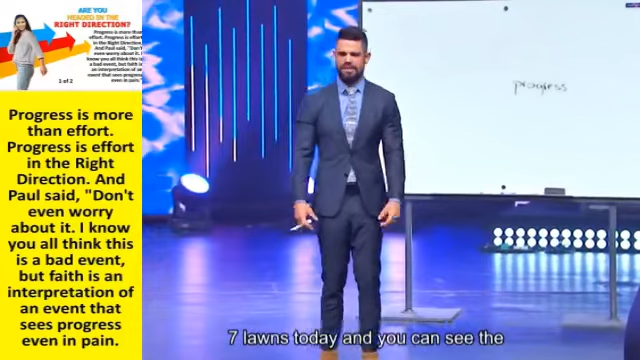 ARE YOU
HEADED IN THE
RIGHT DIRECTION?
Progress is more
than effort.
Progress is effort
in the Right
Direction. And
Paul said, "Don't
even worry
about it. I know
you all think this
is a bad event,
but faith is an
interpretation of
an event that
sees progress
even in pain.
1 of 2
Progress is more
than effort.
Progress is effort
in the Right
Direction. And
Paul said, "Don't
even worry
about it. I know
you all think this
is a bad event,
but faith is an
interpretation of
an event that
sees progress
even in pain.
progress
7 lawns today and you can see the